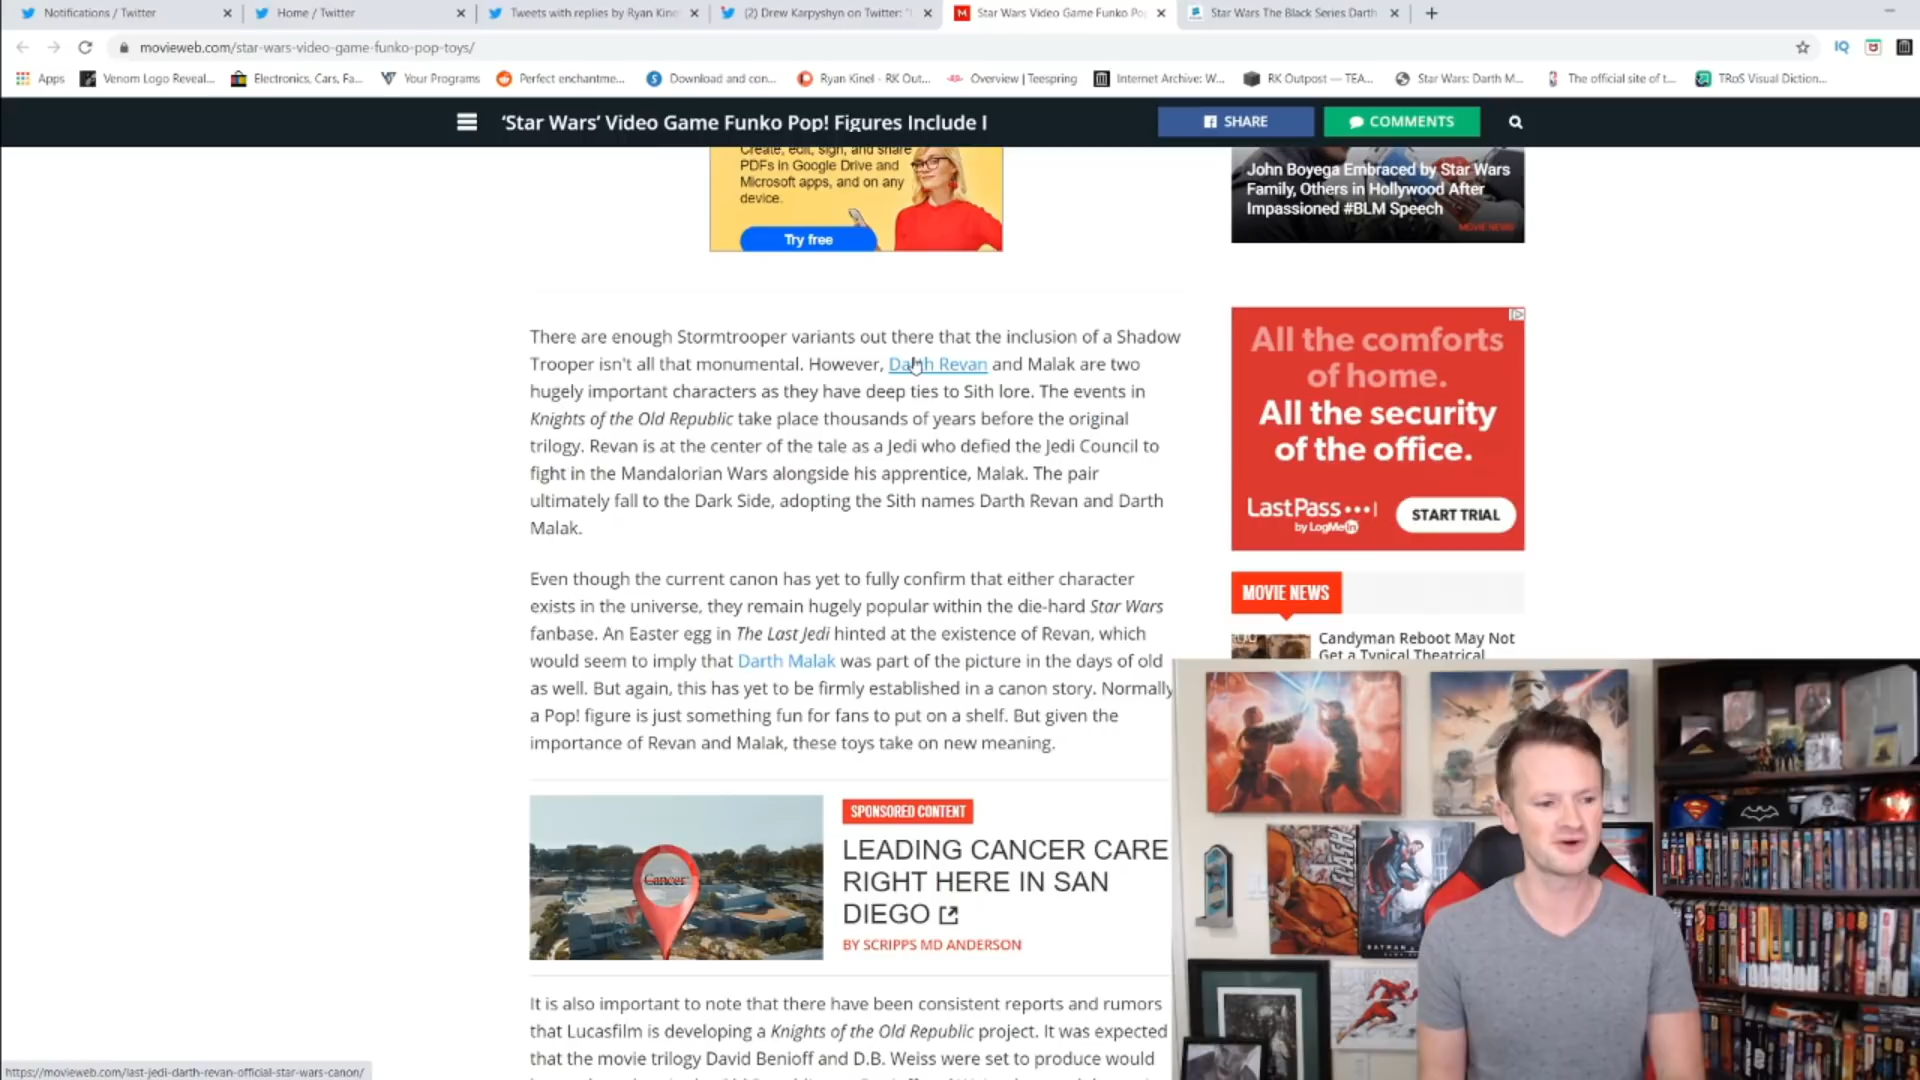 Notifications / Twitter
Home / Twitter
Tweets with replies by Ryan Kine
(2) Drew Karpyshyn on Twitter: "I
Star Wars Video Game Funko Po
Star Wars The Black Series Darth
movieweb.com/star-wars-video-game-funko-pop-toys/
IQ
Apps
Venom Logo Reveal...
Electronics, Cars, Fa...
Your Programs
Perfect enchantme...
Download and con...
Ryan Kinel - RK Out...
Overview | Teespring
Internet Archive: W...
RK Outpost — TEA...
Star Wars: Darth M...
The official site of t...
TRoS Visual Diction...
'Star Wars' Video Game Funko Pop! Figures Include I
SHARE
COMMENTS
Create, edit, sign, and share
PDFs in Google Drive and
Microsoft apps, and on any
device.
Try free
John Boyega Embraced by Star Wars
Family, Others in Hollywood After
Impassioned #BLM Speech
MOVIE NEWS
There are enough Stormtrooper variants out there that the inclusion of a Shadow
Trooper isn't all that monumental. However, Darth Revan and Malak are two
hugely important characters as they have deep ties to Sith lore. The events in
Knights of the Old Republic take place thousands of years before the original
trilogy. Revan is at the center of the tale as a Jedi who defied the Jedi Council to
fight in the Mandalorian Wars alongside his apprentice, Malak. The pair
ultimately fall to the Dark Side, adopting the Sith names Darth Revan and Darth
Malak.
All the comforts
of home.
All the security
of the office.
LastPass•••|
by LogMeIn
START TRIAL
Even though the current canon has yet to fully confirm that either character
exists in the universe, they remain hugely popular within the die-hard Star Wars
fanbase. An Easter egg in The Last Jedi hinted at the existence of Revan, which
would seem to imply that Darth Malak was part of the picture in the days of old
as well. But again, this has yet to be firmly established in a canon story. Normally
a Pop! figure is just something fun for fans to put on a shelf. But given the
importance of Revan and Malak, these toys take on new meaning.
MOVIE NEWS
Candyman Reboot May Not
Get a Typical Theatrical
Cancer
SPONSORED CONTENT
LEADING CANCER CARE
RIGHT HERE IN SAN
DIEGO
BY SCRIPPS MD ANDERSON
It is also important to note that there have been consistent reports and rumors
that Lucasfilm is developing a Knights of the Old Republic project. It was expected
that the movie trilogy David Benioff and D.B. Weiss were set to produce would
https://movieweb.com/last-jedi-darth-revan-official-star-wars-canon/
BATMAN